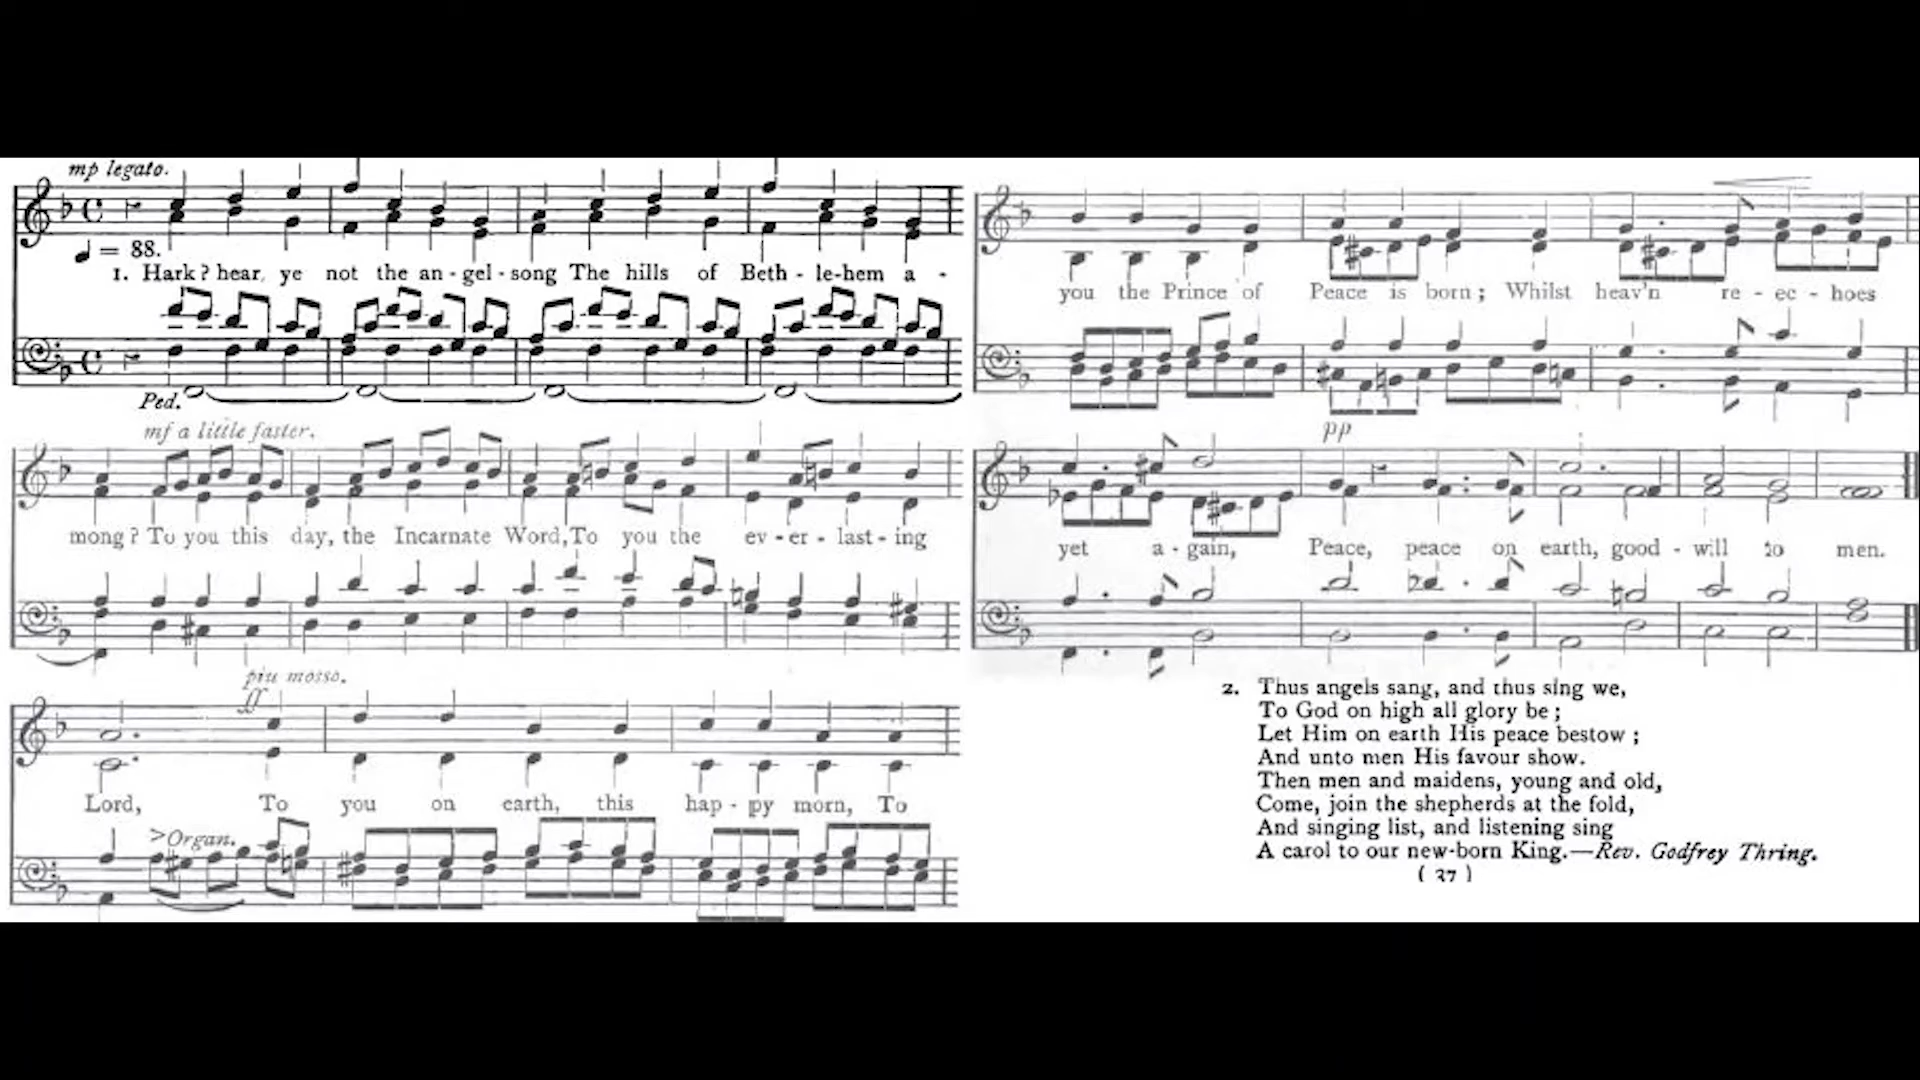 mp legato.
♩ = 88.
1. Hark? hear, ye not the an-gel-song The hills of Beth-le-hem a-
Ped.
mf a little faster.
mong? To you this day, the Incarnate Word, To you the ev-er-last-ing
piu mosso.
ff
Lord, To you on earth, this hap-py morn, To
>Organ.
you the Prince of Peace is born; Whilst heav'n re-ec-hoes
pp
yet a-gain, Peace, peace on earth, good-will to men.
2. Thus angels sang, and thus sing we,
To God on high all glory be;
Let Him on earth His peace bestow;
And unto men His favour show.
Then men and maidens, young and old,
Come, join the shepherds at the fold,
And singing list, and listening sing
A carol to our new-born King.—Rev. Godfrey Thring.
( 37 )